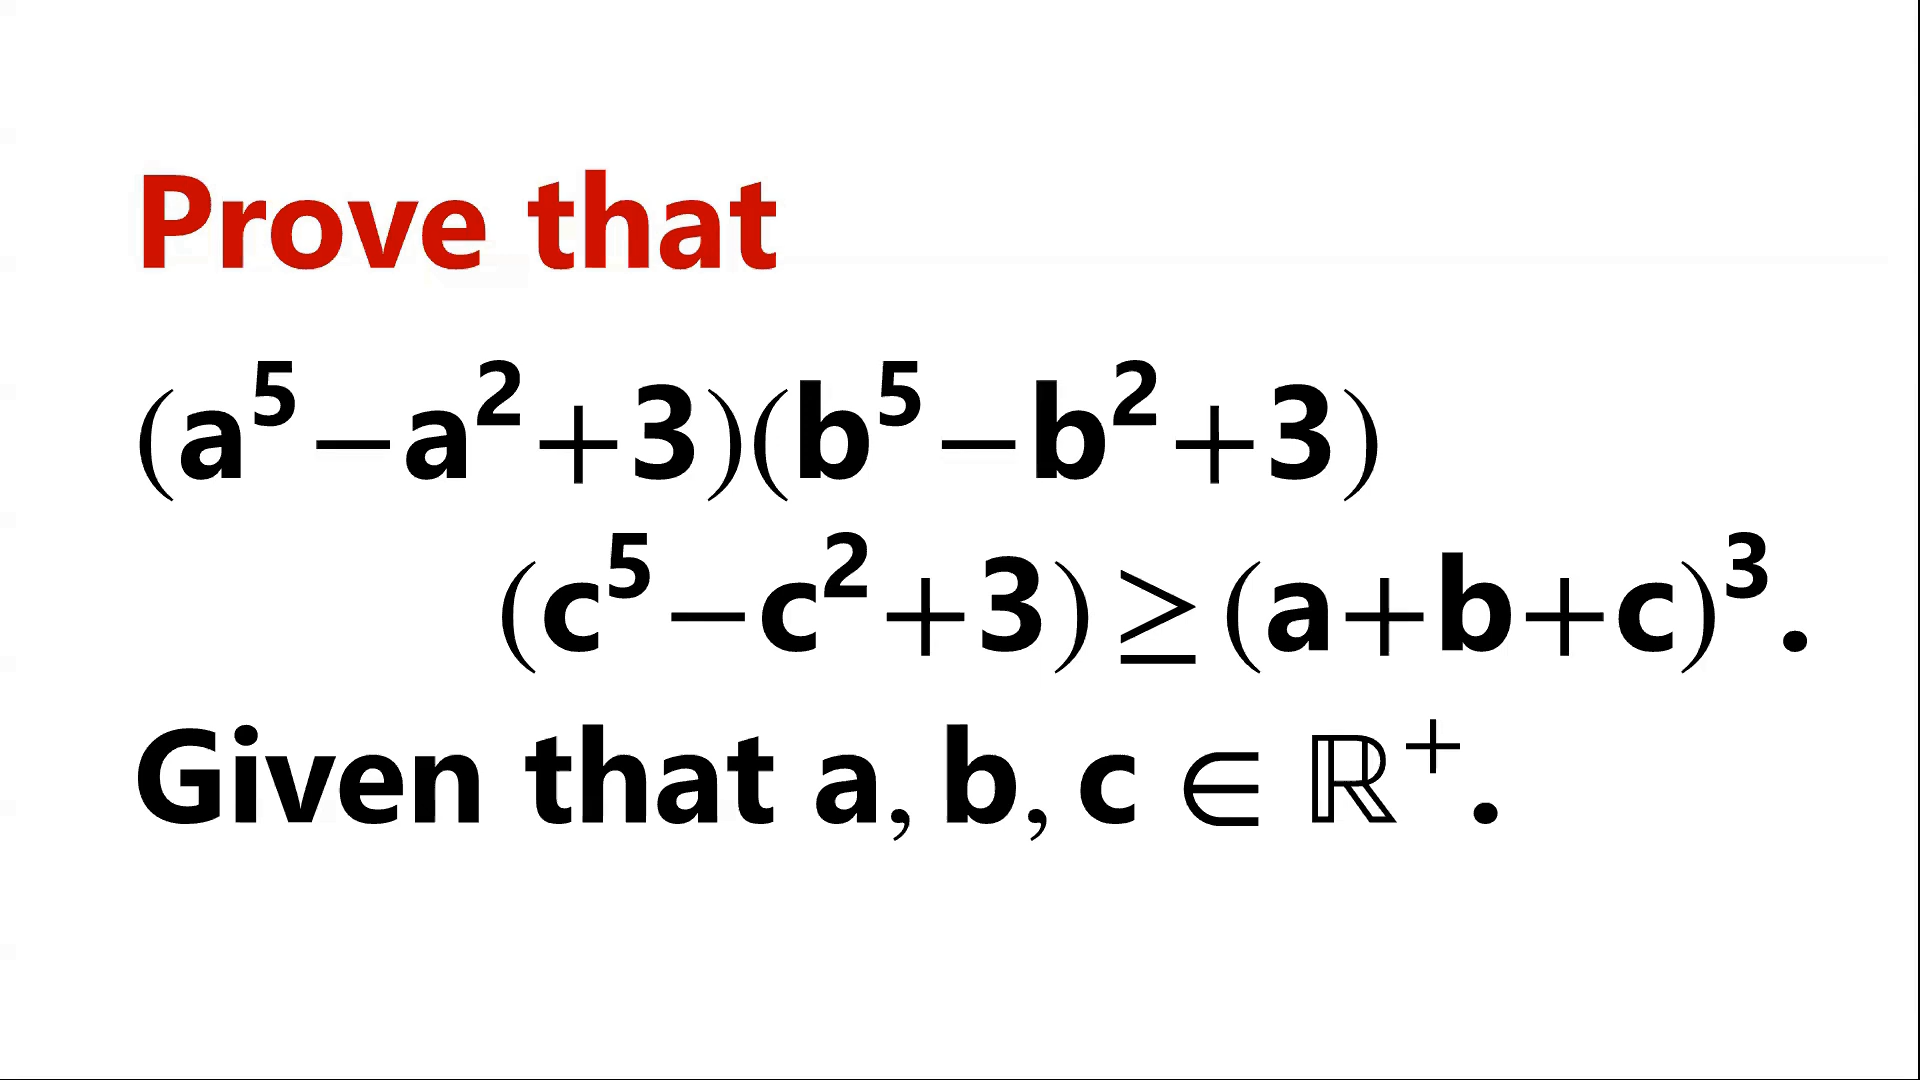 Prove that
(a⁵−a²+3)(b⁵−b²+3)
(c⁵−c²+3)≥(a+b+c)³.
Given that a, b, c ∈ ℝ⁺.